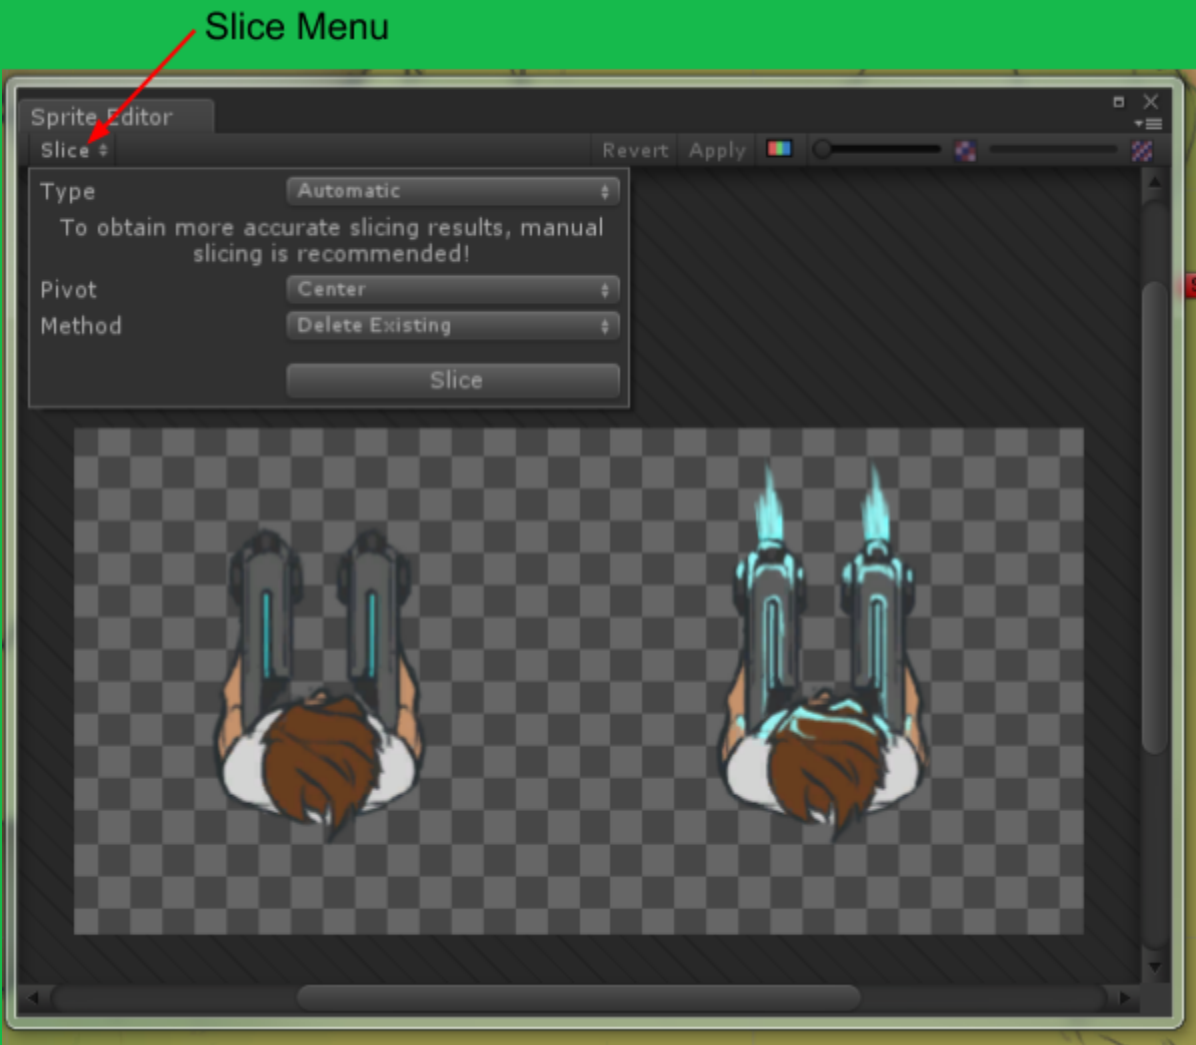 Slice Menu
Sprite Editor
Slice
Revert Apply
Type Automatic
To obtain more accurate slicing results, manual
slicing is recommended!
Pivot Center
Method Delete Existing
Slice